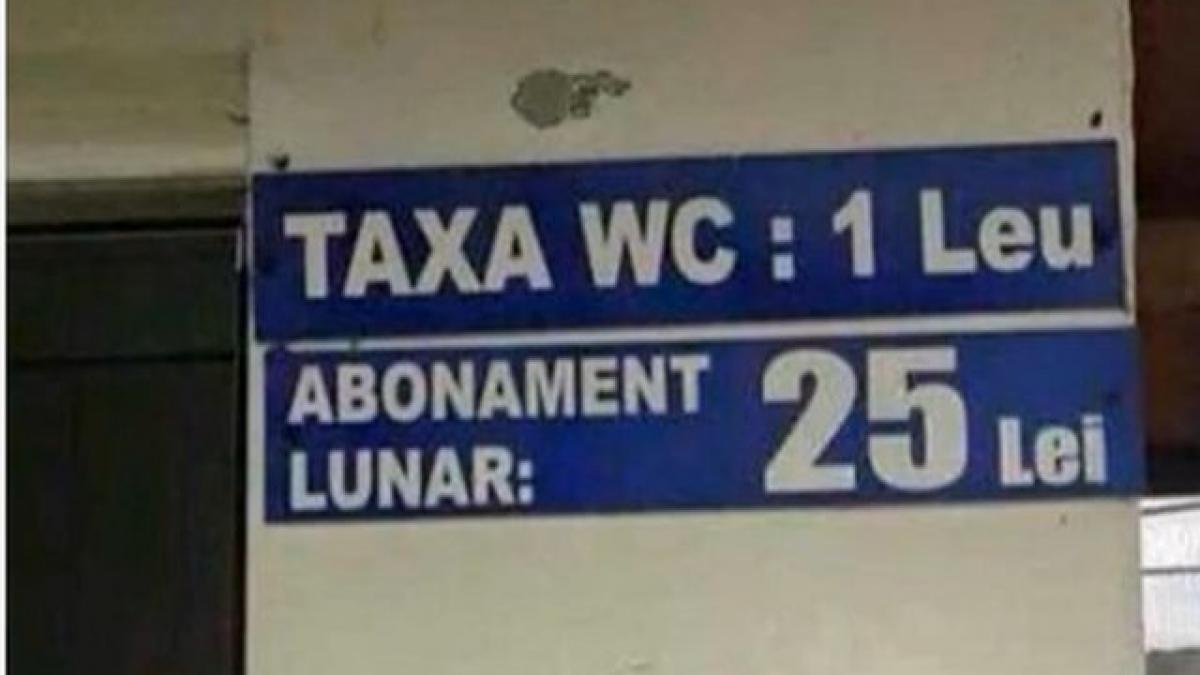 TAXA WC : 1 Leu
ABONAMENT 25 Lei
LUNAR: